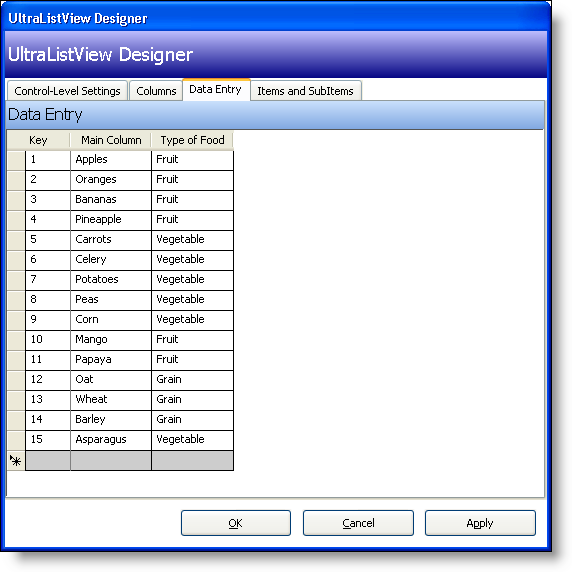 UltraListView Designer
UltraListView Designer
Control-Level Settings Columns Data Entry Items and SubItems
Data Entry
Key Main Column Type of Food
1 Apples Fruit
2 Oranges Fruit
3 Bananas Fruit
4 Pineapple Fruit
5 Carrots Vegetable
6 Celery Vegetable
7 Potatoes Vegetable
8 Peas Vegetable
9 Corn Vegetable
10 Mango Fruit
11 Papaya Fruit
12 Oat Grain
13 Wheat Grain
14 Barley Grain
15 Asparagus Vegetable
OK Cancel Apply